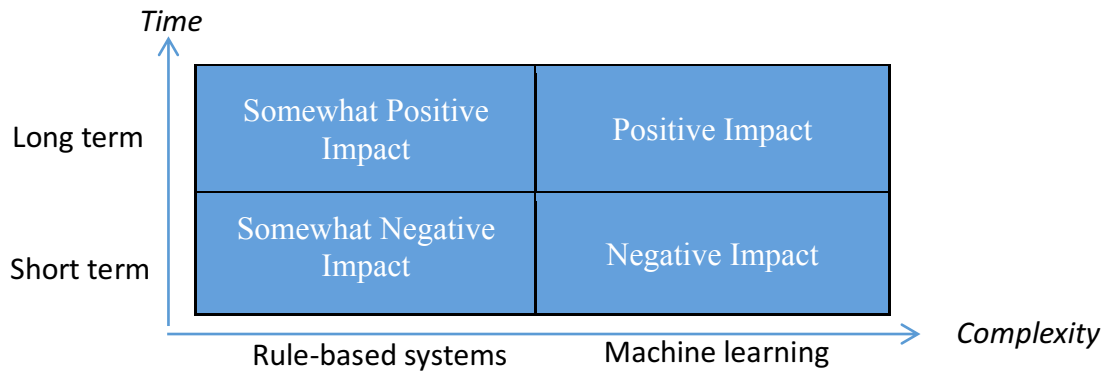 Time
Long term
Somewhat Positive
Impact
Positive Impact
Short term
Somewhat Negative
Impact
Negative Impact
Rule-based systems
Machine learning
Complexity